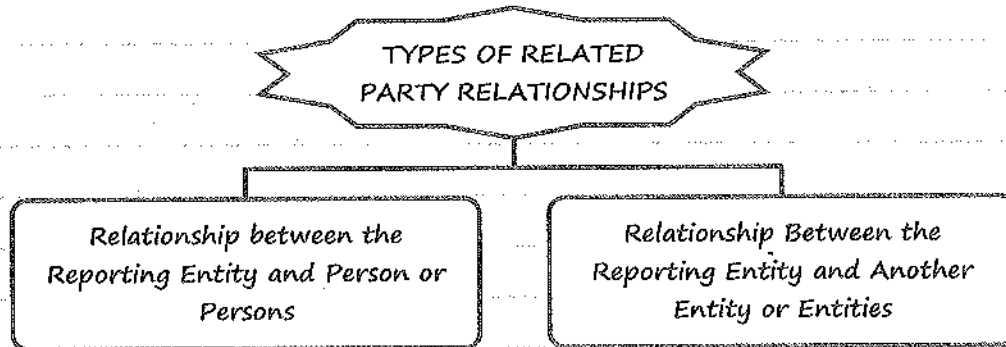 TYPES OF RELATED
PARTY RELATIONSHIPS
Relationship between the
Reporting Entity and Person or
Persons
Relationship Between the
Reporting Entity and Another
Entity or Entities